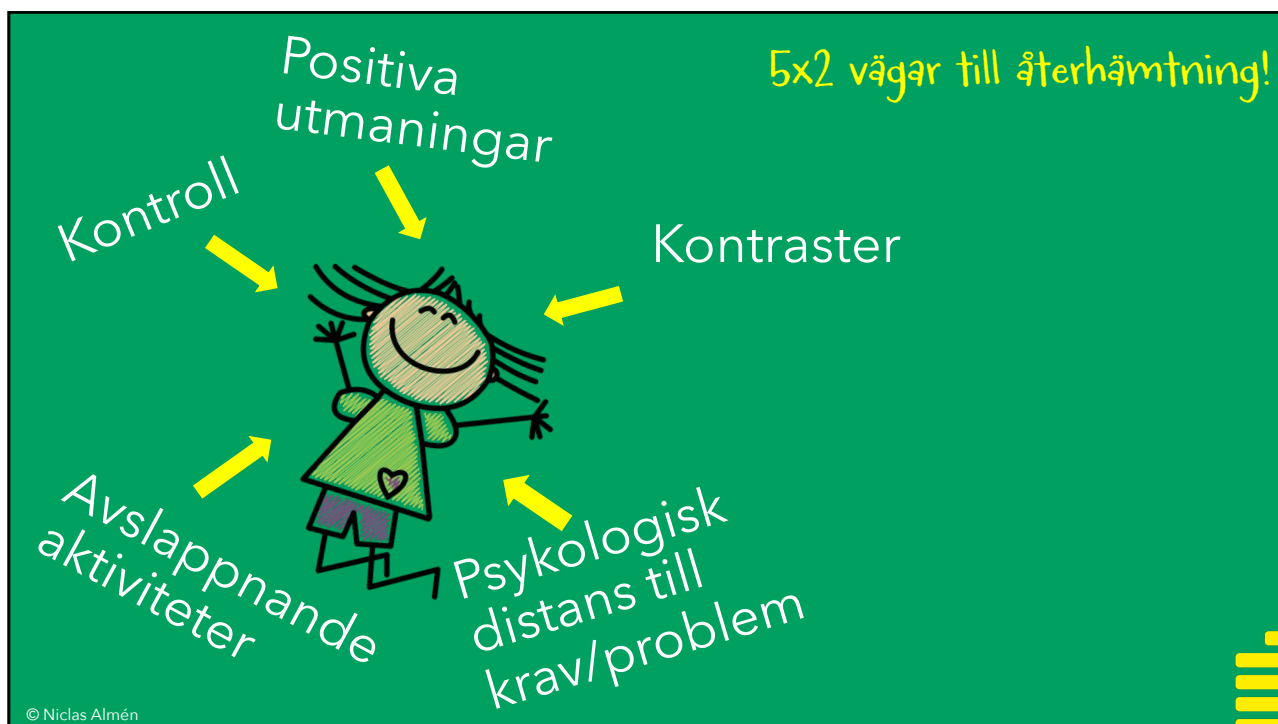 5x2 vägar till återhämtning!
Positiva
utmaningar
Kontroll
Kontraster
Avslappnande
aktiviteter
Psykologisk
distans till
krav/problem
© Niclas Almén